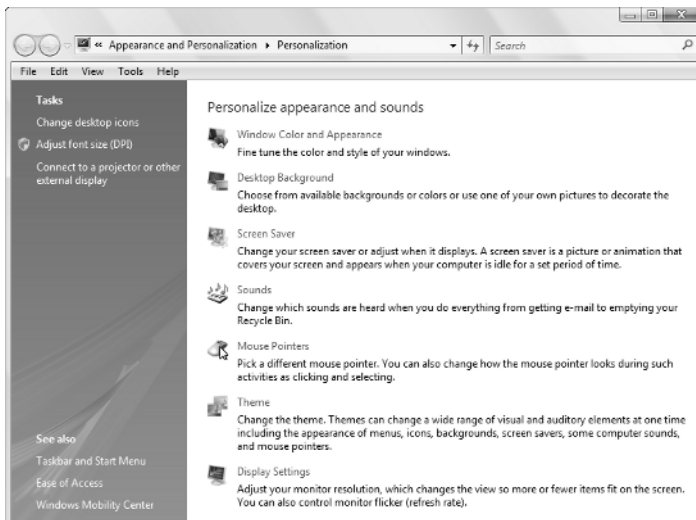 « Appearance and Personalization ▸ Personalization
Search
File Edit View Tools Help
Tasks
Change desktop icons
Adjust font size (DPI)
Connect to a projector or other
external display
See also
Taskbar and Start Menu
Ease of Access
Windows Mobility Center
Personalize appearance and sounds
Window Color and Appearance
Fine tune the color and style of your windows.
Desktop Background
Choose from available backgrounds or colors or use one of your own pictures to decorate the
desktop.
Screen Saver
Change your screen saver or adjust when it displays. A screen saver is a picture or animation that
covers your screen and appears when your computer is idle for a set period of time.
Sounds
Change which sounds are heard when you do everything from getting e-mail to emptying your
Recycle Bin.
Mouse Pointers
Pick a different mouse pointer. You can also change how the mouse pointer looks during such
activities as clicking and selecting.
Theme
Change the theme. Themes can change a wide range of visual and auditory elements at one time
including the appearance of menus, icons, backgrounds, screen savers, some computer sounds,
and mouse pointers.
Display Settings
Adjust your monitor resolution, which changes the view so more or fewer items fit on the screen.
You can also control monitor flicker (refresh rate).